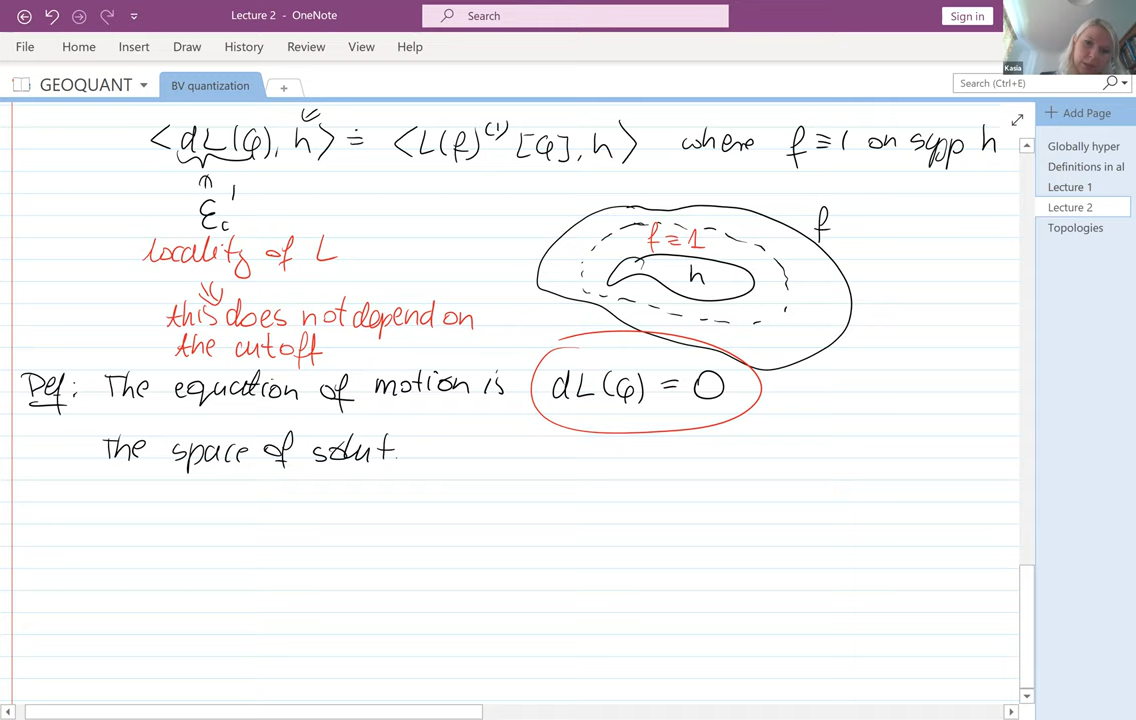 Lecture 2 - OneNote
Search
Sign in
Kasia
File Home Insert Draw History Review View Help
GEOQUANT
BV quantization
Search (Ctrl+E)
Add Page
Globally hyper
Definitions in al
Lecture 1
Lecture 2
Topologies
<dL(φ), h> ≐ <L(f)^(1)[φ], h> where f ≡ 1 on supp h
ℰ'_c
f
f ≡ 1
h
locality of L
⇓
this does not depend on
the cutoff
Def: The equation of motion is dL(φ) = 0
The space of solut.